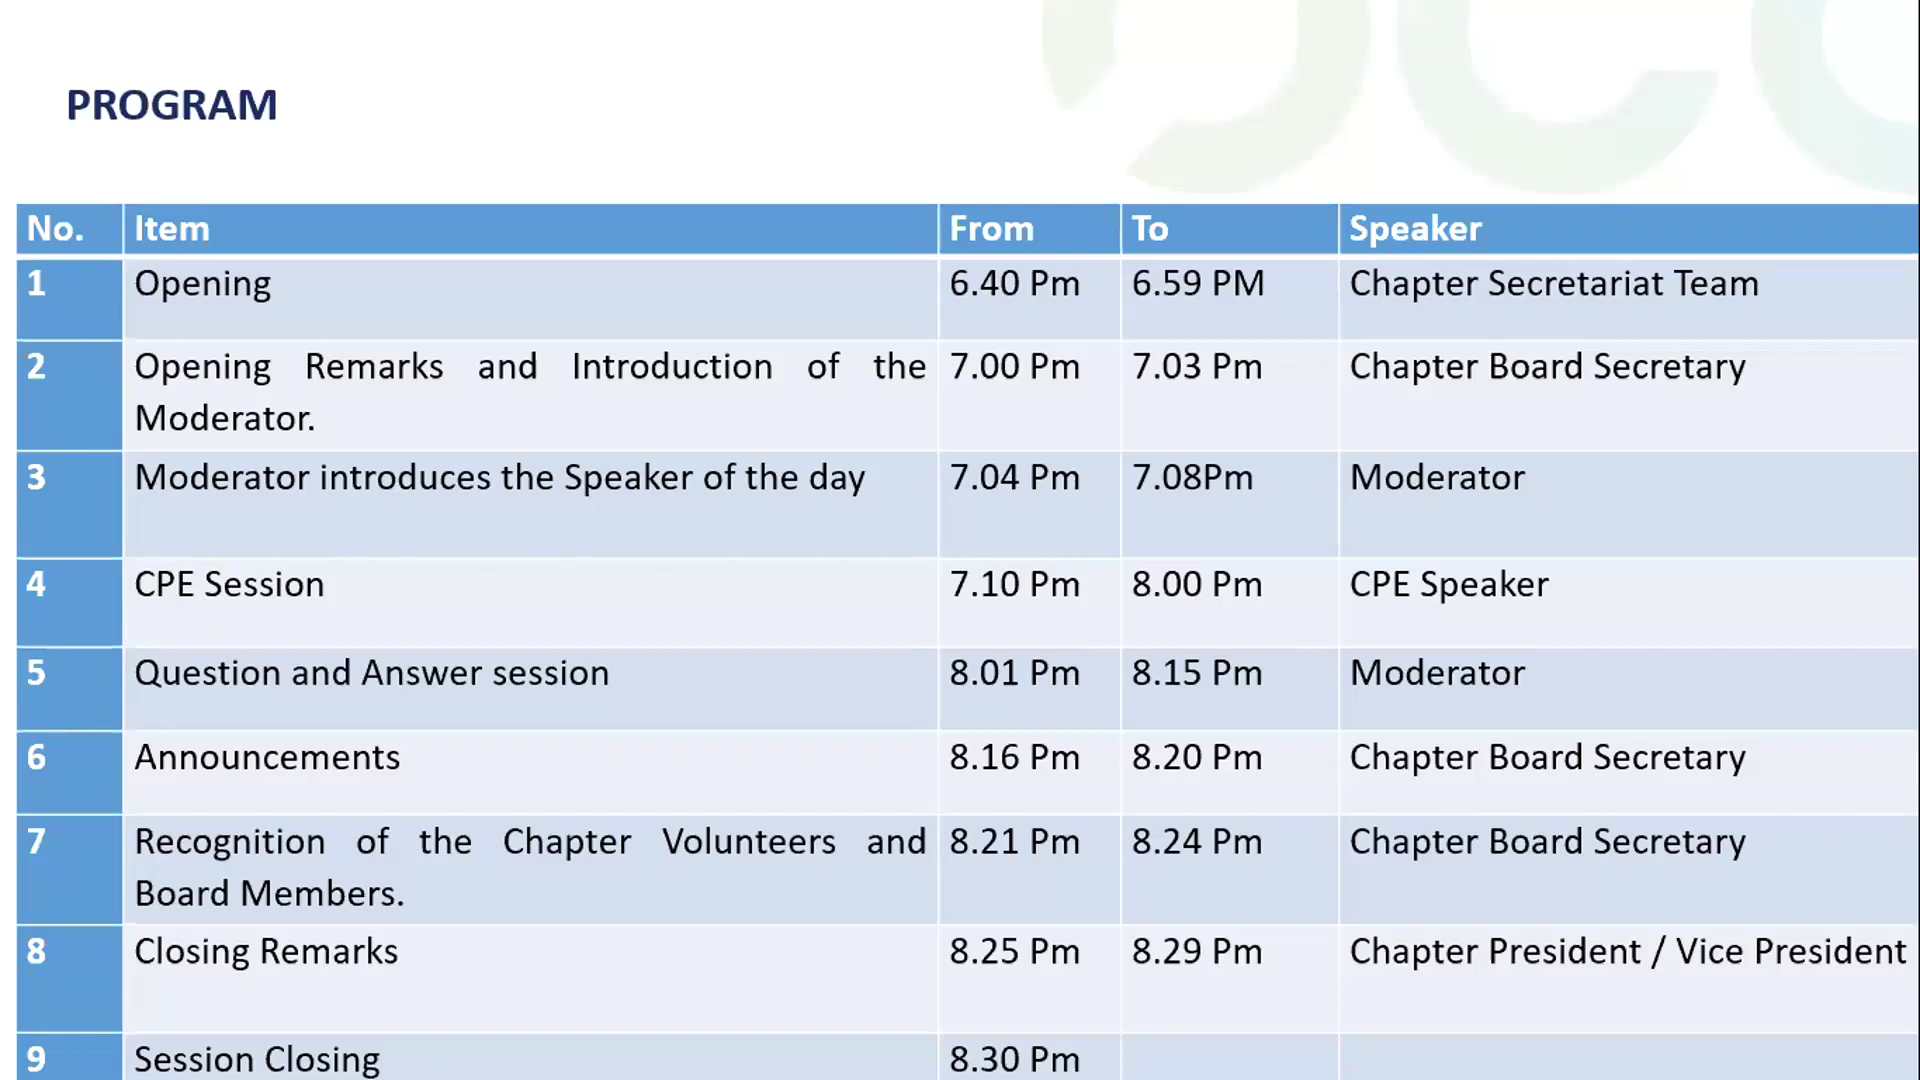 PROGRAM
No. Item From To Speaker
1 Opening 6.40 Pm 6.59 PM Chapter Secretariat Team
2 Opening Remarks and Introduction of the 7.00 Pm 7.03 Pm Chapter Board Secretary
Moderator.
3 Moderator introduces the Speaker of the day 7.04 Pm 7.08Pm Moderator
4 CPE Session 7.10 Pm 8.00 Pm CPE Speaker
5 Question and Answer session 8.01 Pm 8.15 Pm Moderator
6 Announcements 8.16 Pm 8.20 Pm Chapter Board Secretary
7 Recognition of the Chapter Volunteers and 8.21 Pm 8.24 Pm Chapter Board Secretary
Board Members.
8 Closing Remarks 8.25 Pm 8.29 Pm Chapter President / Vice President
9 Session Closing 8.30 Pm